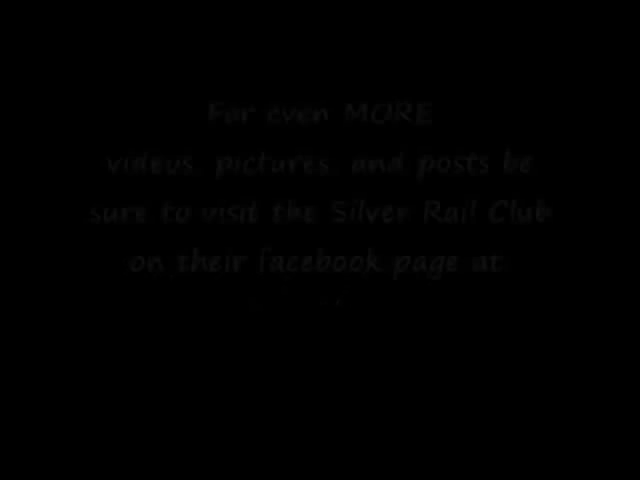 For even MORE
videos, pictures, and posts be
sure to visit the Silver Rail Club
on their facebook page at